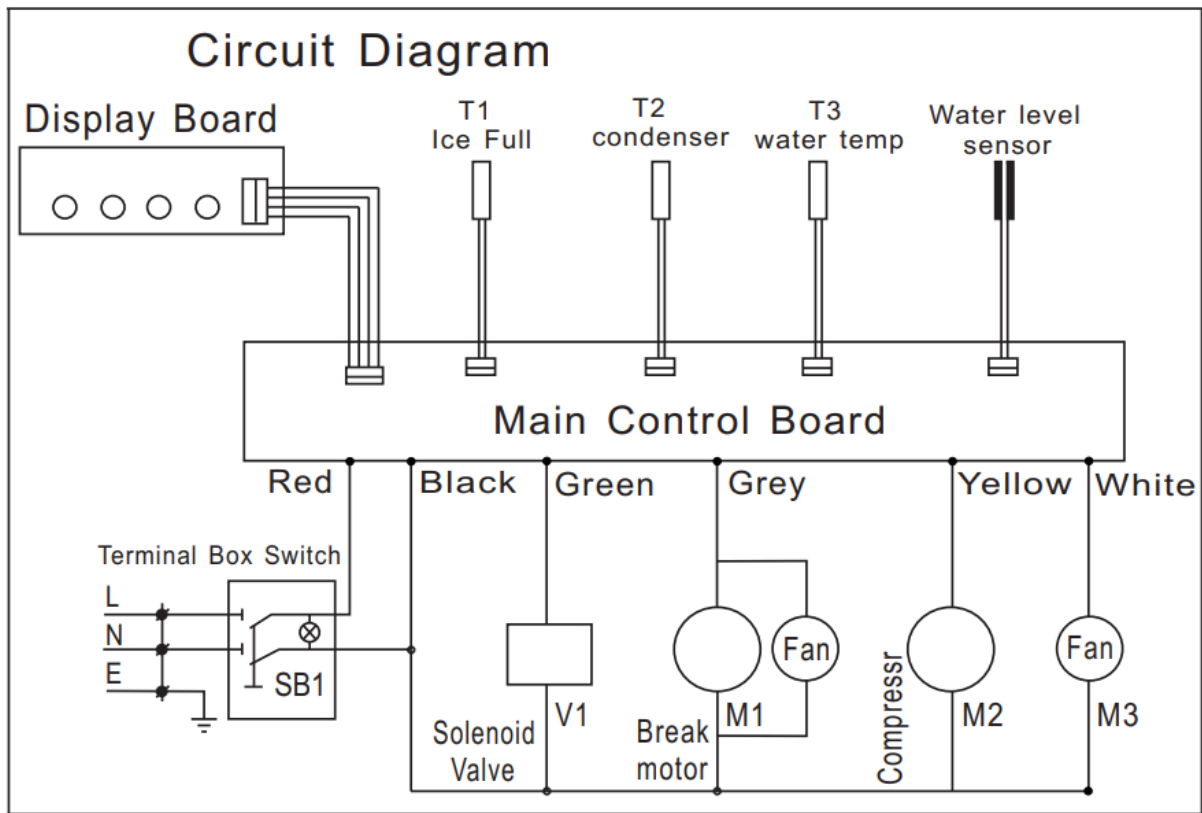 Circuit Diagram
Display Board
T1
Ice Full
T2
condenser
T3
water temp
Water level
sensor
Main Control Board
Red
Black
Green
Grey
Yellow
White
Terminal Box Switch
L
N
E
SB1
V1
Solenoid
Valve
Fan
M1
Break
motor
Compressr
M2
Fan
M3